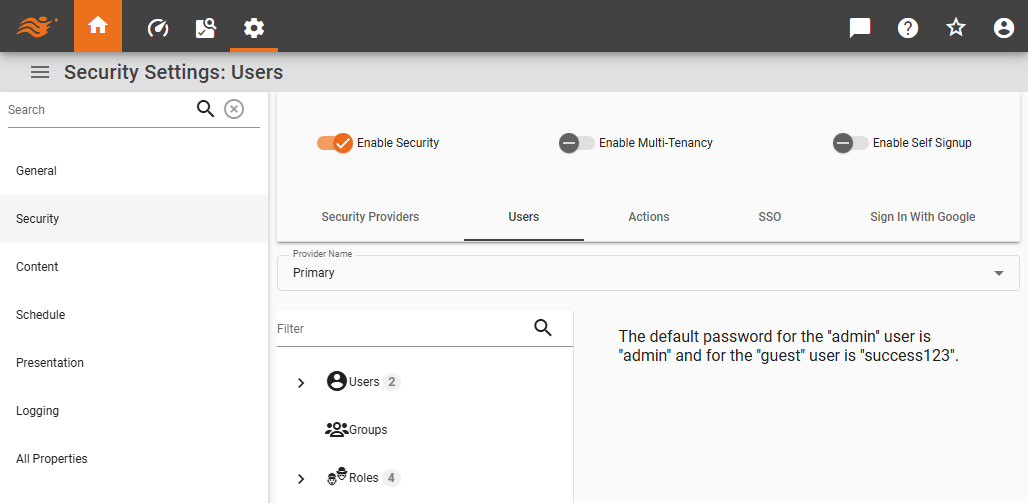 Security Settings: Users
Search
General
Security
Content
Schedule
Presentation
Logging
All Properties
Enable Security
Enable Multi-Tenancy
Enable Self Signup
Security Providers
Users
Actions
SSO
Sign In With Google
Provider Name
Primary
Filter
Users 2
Groups
Roles 4
The default password for the "admin" user is
"admin" and for the "guest" user is "success123".